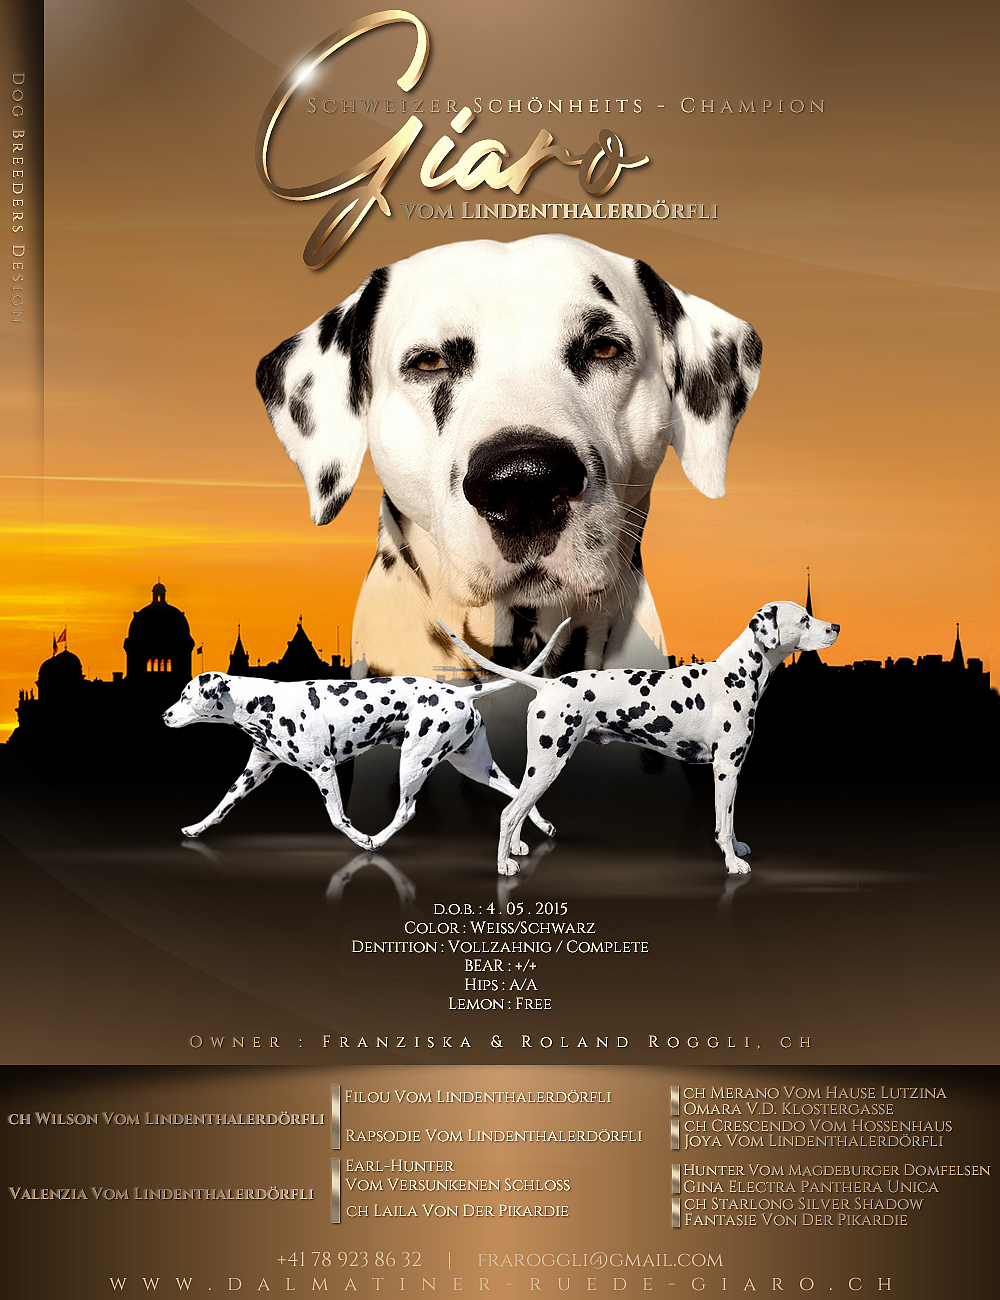 Dog Breeders Design
Schweizer Schönheits - Champion
Giaro
vom Lindenthalerdörfli
D.O.B. : 4 . 05 . 2015
Color : Weiss/Schwarz
Dentition : Vollzahnig / Complete
BEAR : +/+
Hips : A/A
Lemon : Free
Owner : Franziska & Roland Roggli, CH
CH Wilson Vom Lindenthalerdörfli
Filou Vom Lindenthalerdörfli
Rapsodie Vom Lindenthalerdörfli
CH Merano Vom Hause Lutzina
Omara V.D. Klostergasse
CH Crescendo Vom Hossenhaus
Joya Vom Lindenthalerdörfli
Valenzia Vom Lindenthalerdörfli
Earl-Hunter
Vom Versunkenen Schloss
CH Laila Von Der Pikardie
Hunter Vom Magdeburger Domfelsen
Gina Electra Panthera Unica
CH Starlong Silver Shadow
Fantasie Von Der Pikardie
+41 78 923 86 32 | fraroggli@gmail.com
www.dalmatiner-ruede-giaro.ch